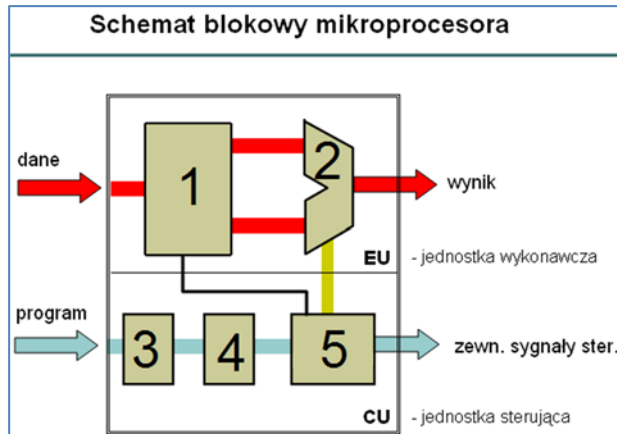 Schemat blokowy mikroprocesora
dane
1
2
wynik
EU - jednostka wykonawcza
program
3
4
5
zewn. sygnały ster.
CU - jednostka sterująca